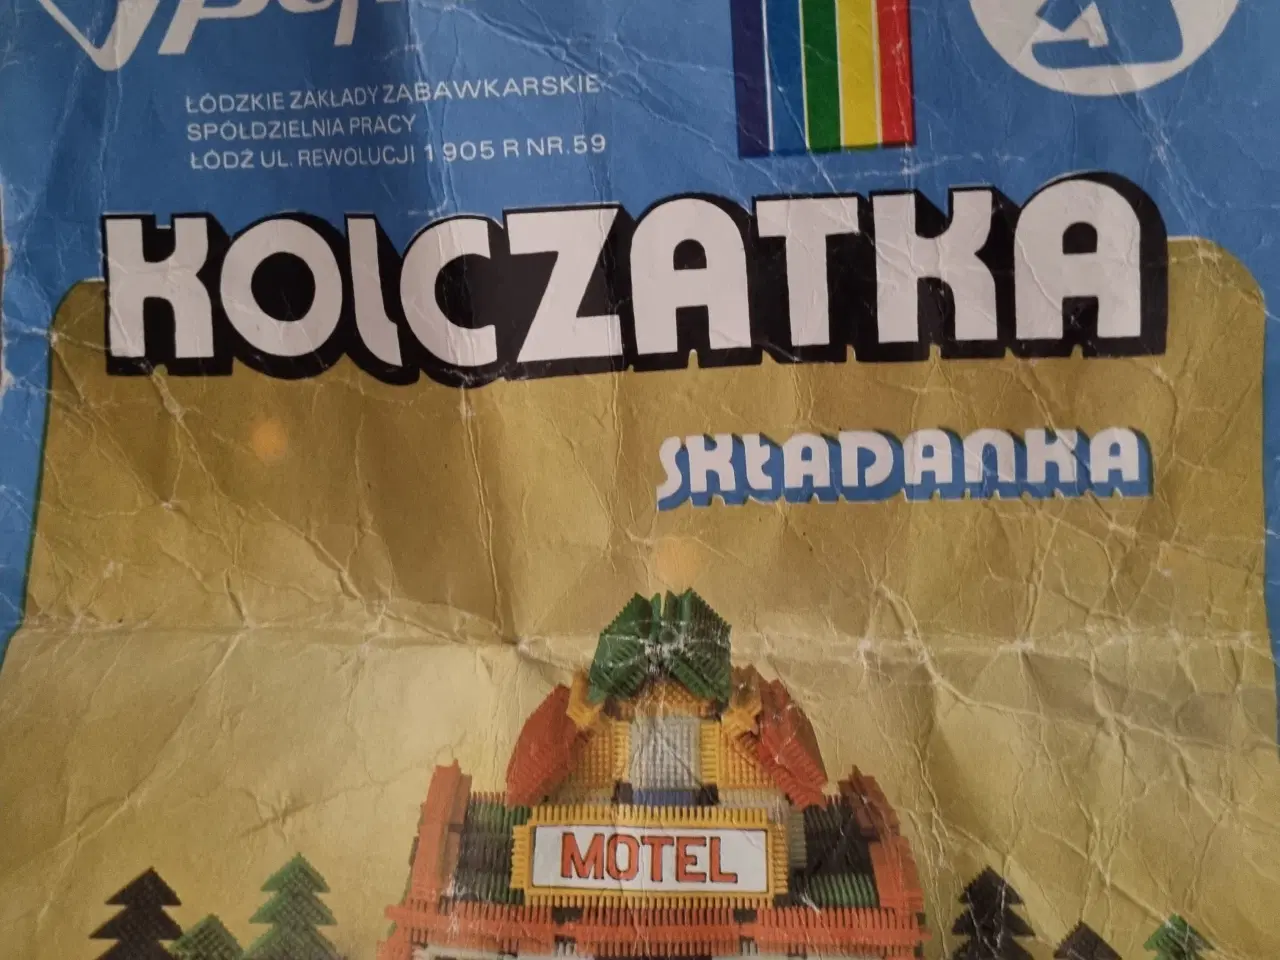 ŁÓDZKIE ZAKŁADY ZABAWKARSKIE
SPÓŁDZIELNIA PRACY
ŁÓDŹ UL. REWOLUCJI 1905 R NR. 59
KOLCZATKA
SKŁADANKA
MOTEL